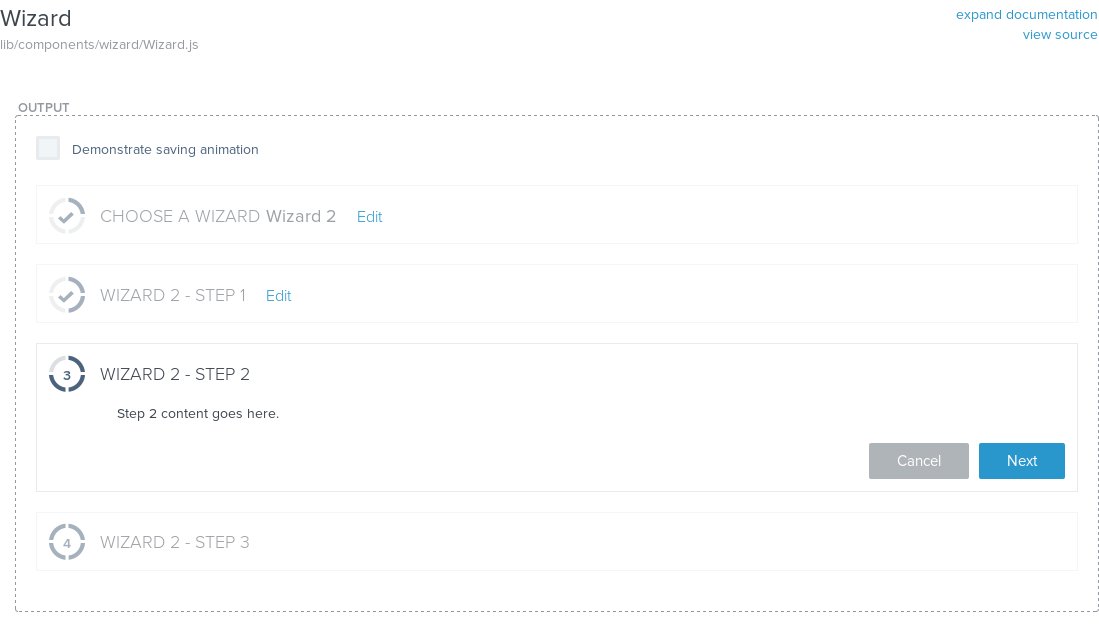 Wizard
expand documentation
lib/components/wizard/Wizard.js
view source
OUTPUT
Demonstrate saving animation
CHOOSE A WIZARD Wizard 2 Edit
WIZARD 2 - STEP 1 Edit
3 WIZARD 2 - STEP 2
Step 2 content goes here.
Cancel Next
4 WIZARD 2 - STEP 3